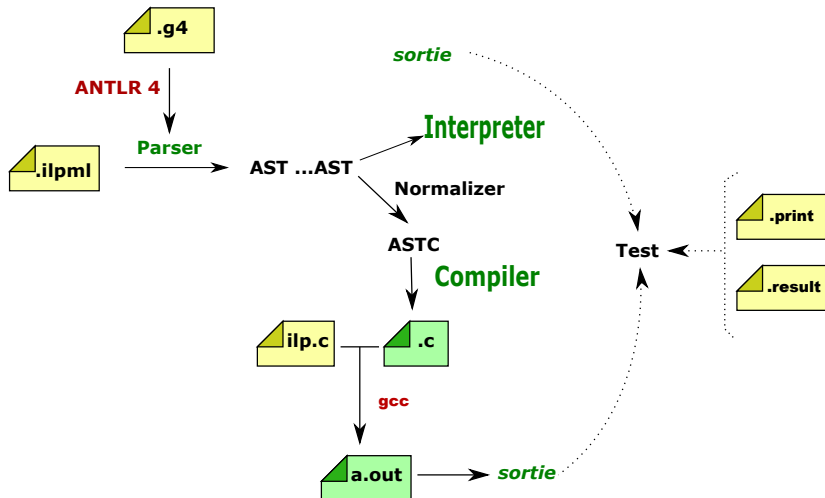 .g4
sortie
ANTLR 4
Interpreter
Parser
.ilpml
AST ...AST
Normalizer
.print
ASTC
Test
Compiler
.result
ilp.c
.c
gcc
a.out
sortie